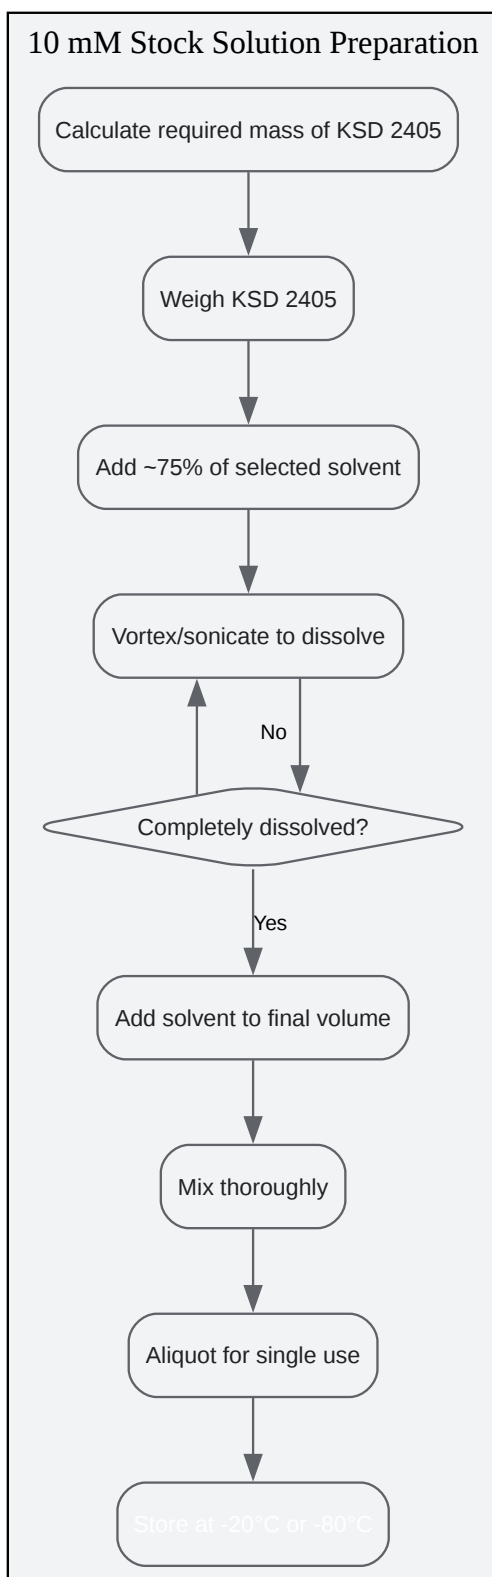 10 mM Stock Solution Preparation
Calculate required mass of KSD 2405
Weigh KSD 2405
Add ~75% of selected solvent
Vortex/sonicate to dissolve
No
Completely dissolved?
Yes
Add solvent to final volume
Mix thoroughly
Aliquot for single use
Store at -20°C or -80°C